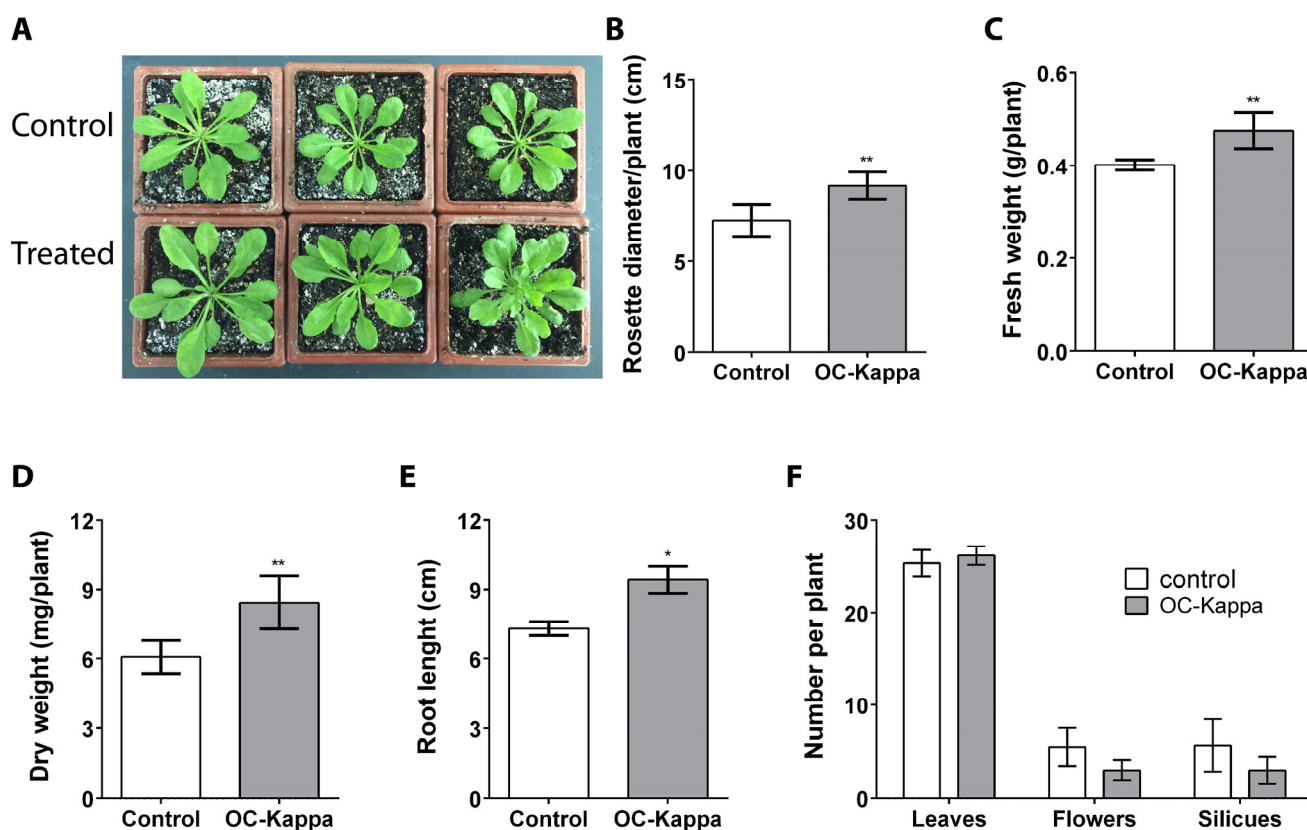 A
Control
Treated
B
Rosette diameter/plant (cm)
15
10
5
0
Control OC-Kappa
**
C
Fresh weight (g/plant)
0.6
0.4
0.2
0.0
Control OC-Kappa
**
D
Dry weight (mg/plant)
12
9
6
3
0
Control OC-Kappa
**
E
Root lenght (cm)
12
9
6
3
0
Control OC-Kappa
*
F
Number per plant
30
20
10
0
Leaves Flowers Silicues
control
OC-Kappa